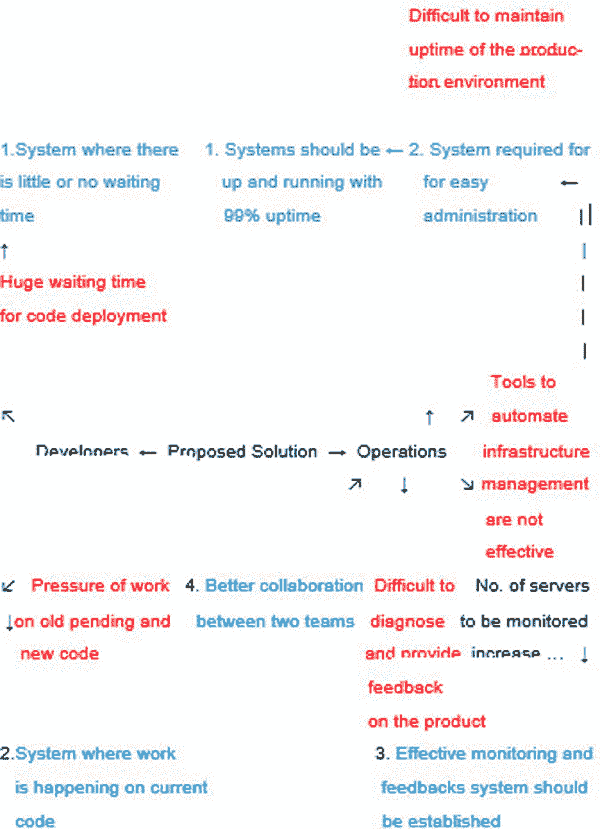 Difficult to maintain
uptime of the produc-
tion environment
1.System where there
is little or no waiting
time
1. Systems should be ←
up and running with
99% uptime
2. System required for
for easy ←
administration
↑
Huge waiting time
for code deployment
Tools to
automate
infrastructure
management
are not
effective
↖ ↑ ↗
Developers ← Proposed Solution → Operations
↗ ↓ ↘
↙ Pressure of work
↓on old pending and
new code
4. Better collaboration
between two teams
Difficult to
diagnose
and provide
feedback
on the product
No. of servers
to be monitored
increase ... ↓
2.System where work
is happening on current
code
3. Effective monitoring and
feedbacks system should
be established